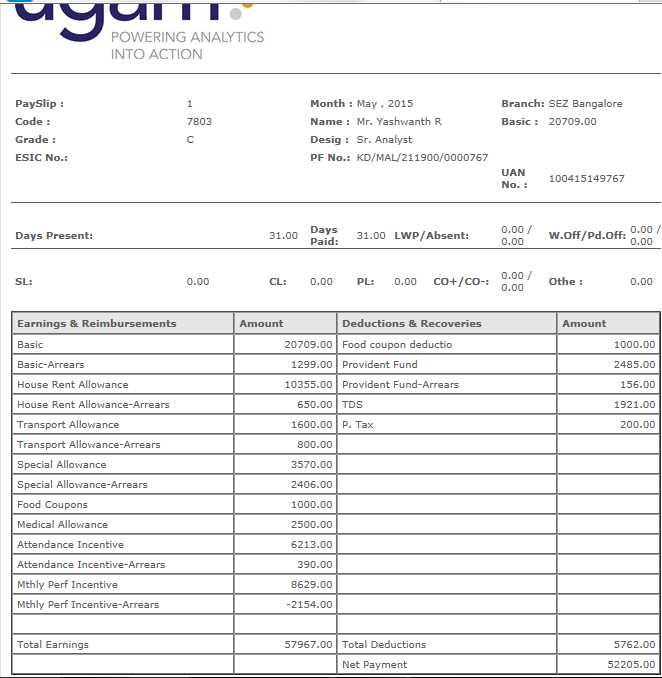 POWERING ANALYTICS
INTO ACTION
PaySlip : 1 Month : May , 2015 Branch: SEZ Bangalore
Code : 7803 Name : Mr. Yashwanth R Basic : 20709.00
Grade : C Desig : Sr. Analyst
ESIC No.: PF No.: KD/MAL/211900/0000767
UAN No. : 100415149767
Days Present: 31.00 Days Paid: 31.00 LWP/Absent: 0.00 / 0.00 W.Off/Pd.Off: 0.00 / 0.00
SL: 0.00 CL: 0.00 PL: 0.00 CO+/CO-: 0.00 / 0.00 Othe : 0.00
Earnings & Reimbursements Amount Deductions & Recoveries Amount
Basic 20709.00 Food coupon deductio 1000.00
Basic-Arrears 1299.00 Provident Fund 2485.00
House Rent Allowance 10355.00 Provident Fund-Arrears 156.00
House Rent Allowance-Arrears 650.00 TDS 1921.00
Transport Allowance 1600.00 P. Tax 200.00
Transport Allowance-Arrears 800.00
Special Allowance 3570.00
Special Allowance-Arrears 2406.00
Food Coupons 1000.00
Medical Allowance 2500.00
Attendance Incentive 6213.00
Attendance Incentive-Arrears 390.00
Mthly Perf Incentive 8629.00
Mthly Perf Incentive-Arrears -2154.00
Total Earnings 57967.00 Total Deductions 5762.00
Net Payment 52205.00